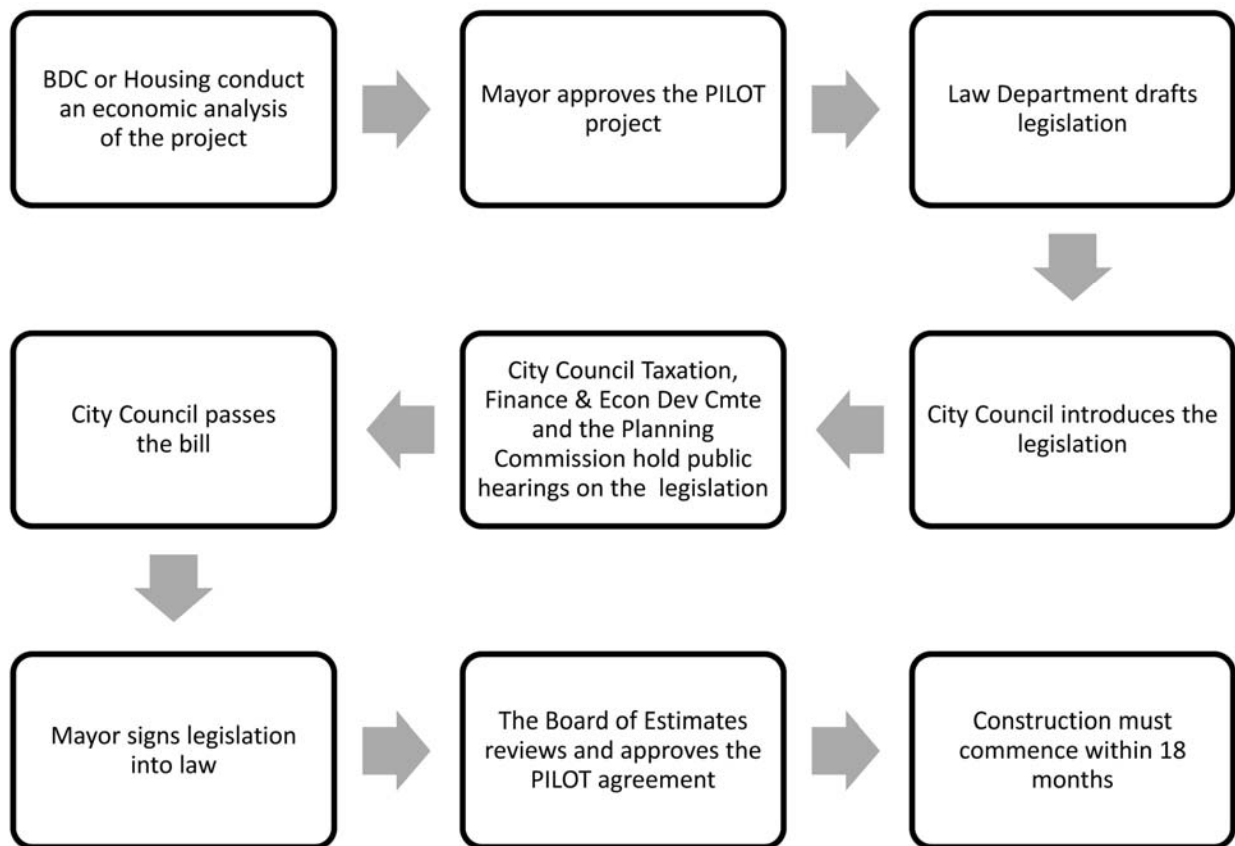 BDC or Housing conduct
an economic analysis
of the project
Mayor approves the PILOT
project
Law Department drafts
legislation
City Council introduces the
legislation
City Council Taxation,
Finance & Econ Dev Cmte
and the Planning
Commission hold public
hearings on the legislation
City Council passes
the bill
Mayor signs legislation
into law
The Board of Estimates
reviews and approves the
PILOT agreement
Construction must
commence within 18
months